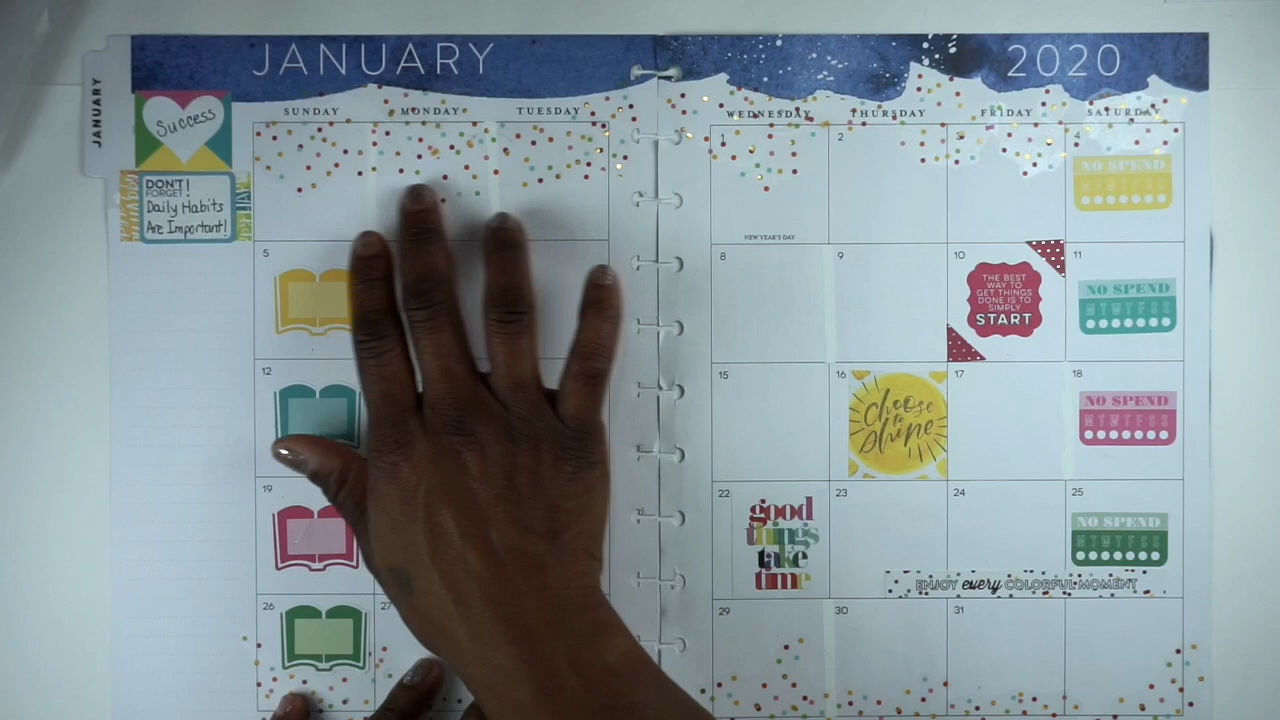 JANUARY
2020
JANUARY
SUNDAY MONDAY TUESDAY WEDNESDAY THURSDAY FRIDAY SATURDAY
Success
DON'T!
FORGET!
Daily Habits
Are Important!
1 2 3 4
NO SPEND
M T W T F S S
NEW YEAR'S DAY
5 8 9 10 11
THE BEST
WAY TO
GET THINGS
DONE IS TO
SIMPLY
START
NO SPEND
M T W T F S S
12 15 16 17 18
choose
to
shine
NO SPEND
M T W T F S S
19 22 23 24 25
good
things
take
time
NO SPEND
M T W T F S S
ENJOY every COLORFUL MOMENT
26 27 29 30 31